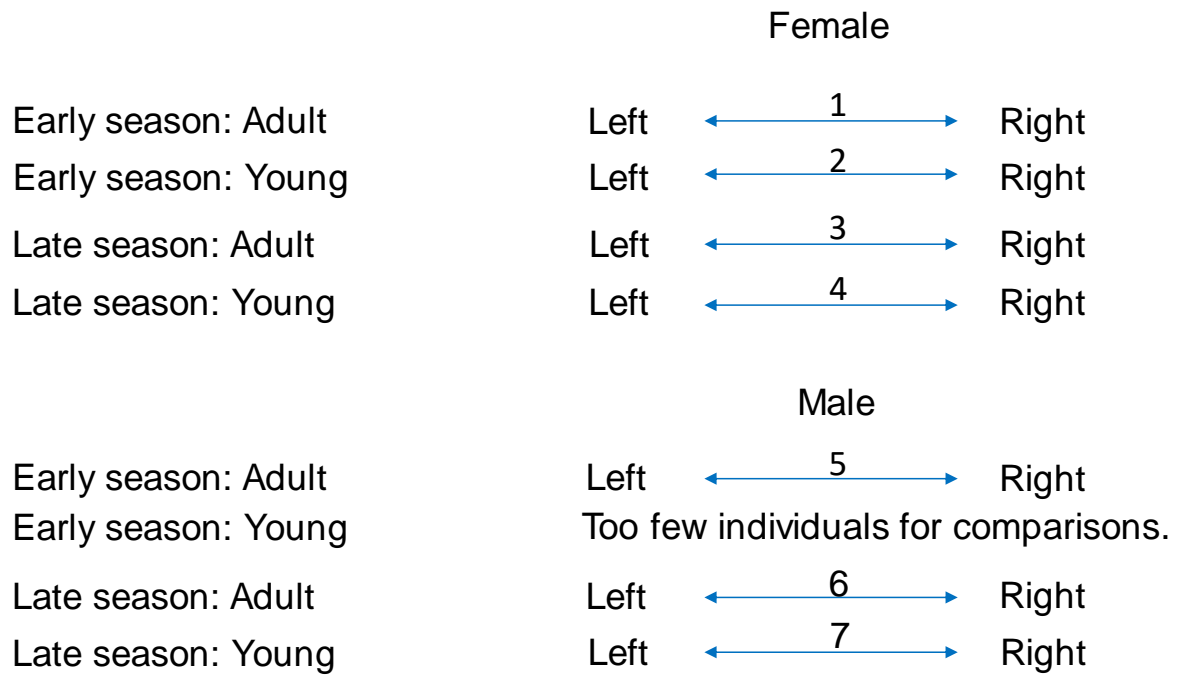 Female
Early season: Adult Left 1 Right
Early season: Young Left 2 Right
Late season: Adult Left 3 Right
Late season: Young Left 4 Right
Male
Early season: Adult Left 5 Right
Early season: Young Too few individuals for comparisons.
Late season: Adult Left 6 Right
Late season: Young Left 7 Right